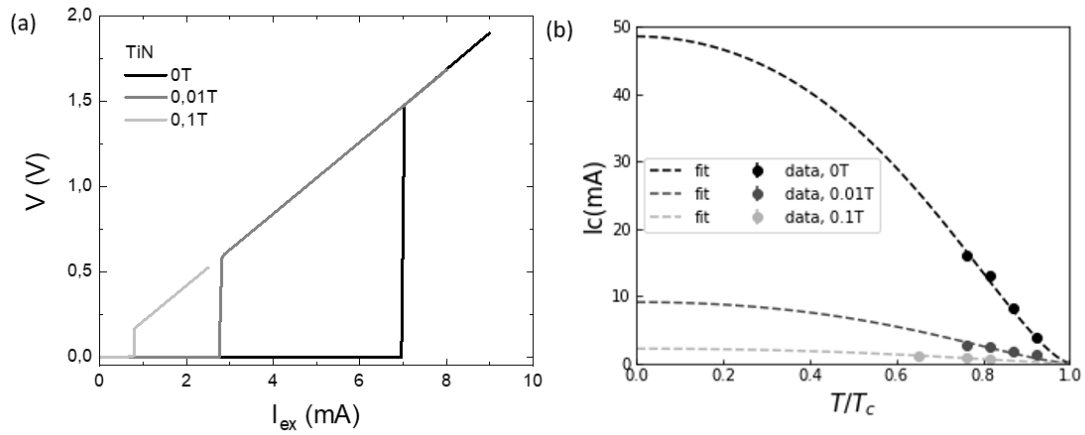 (a)
TiN
0T
0,01T
0,1T
V (V)
2,0
1,5
1,0
0,5
0,0
0 2 4 6 8 10
I_ex (mA)
(b)
Ic(mA)
50
40
30
20
10
0
fit data, 0T
fit data, 0.01T
fit data, 0.1T
0.0 0.2 0.4 0.6 0.8 1.0
T/T_c